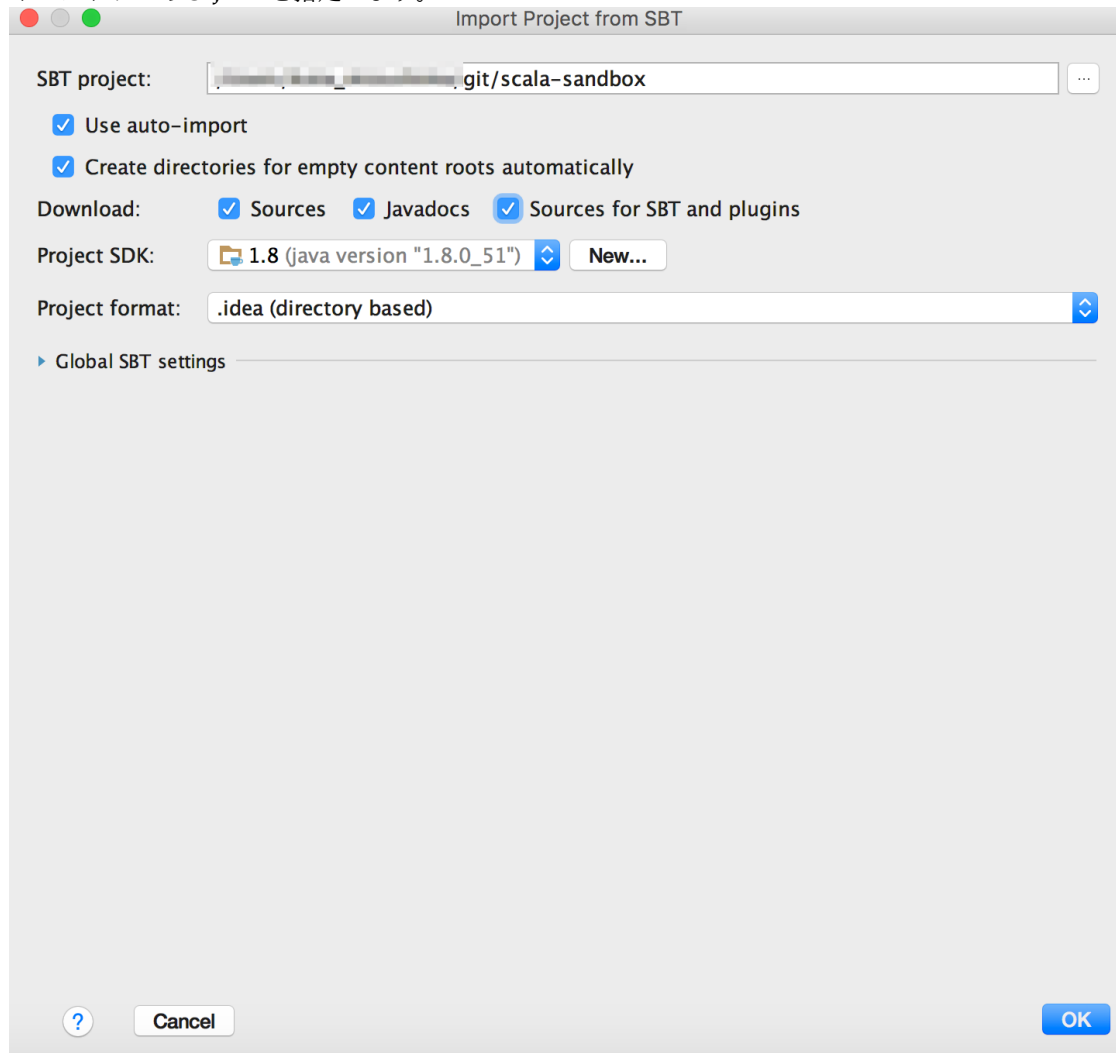 Import Project from SBT
SBT project: git/scala-sandbox ...
Use auto-import
Create directories for empty content roots automatically
Download: Sources Javadocs Sources for SBT and plugins
Project SDK: 1.8 (java version "1.8.0_51") New...
Project format: .idea (directory based)
Global SBT settings
? Cancel OK